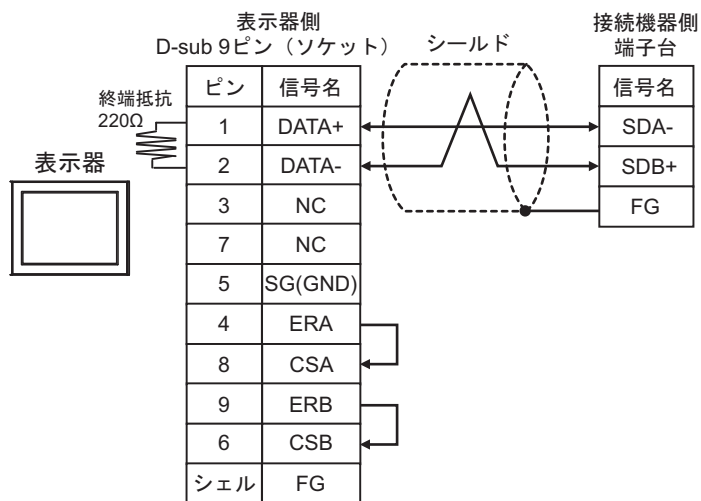 表示器側
D-sub 9ピン（ソケット）
シールド
接続機器側
端子台
終端抵抗
220Ω
表示器
ピン 信号名
1 DATA+
2 DATA-
3 NC
7 NC
5 SG(GND)
4 ERA
8 CSA
9 ERB
6 CSB
シェル FG
信号名
SDA-
SDB+
FG